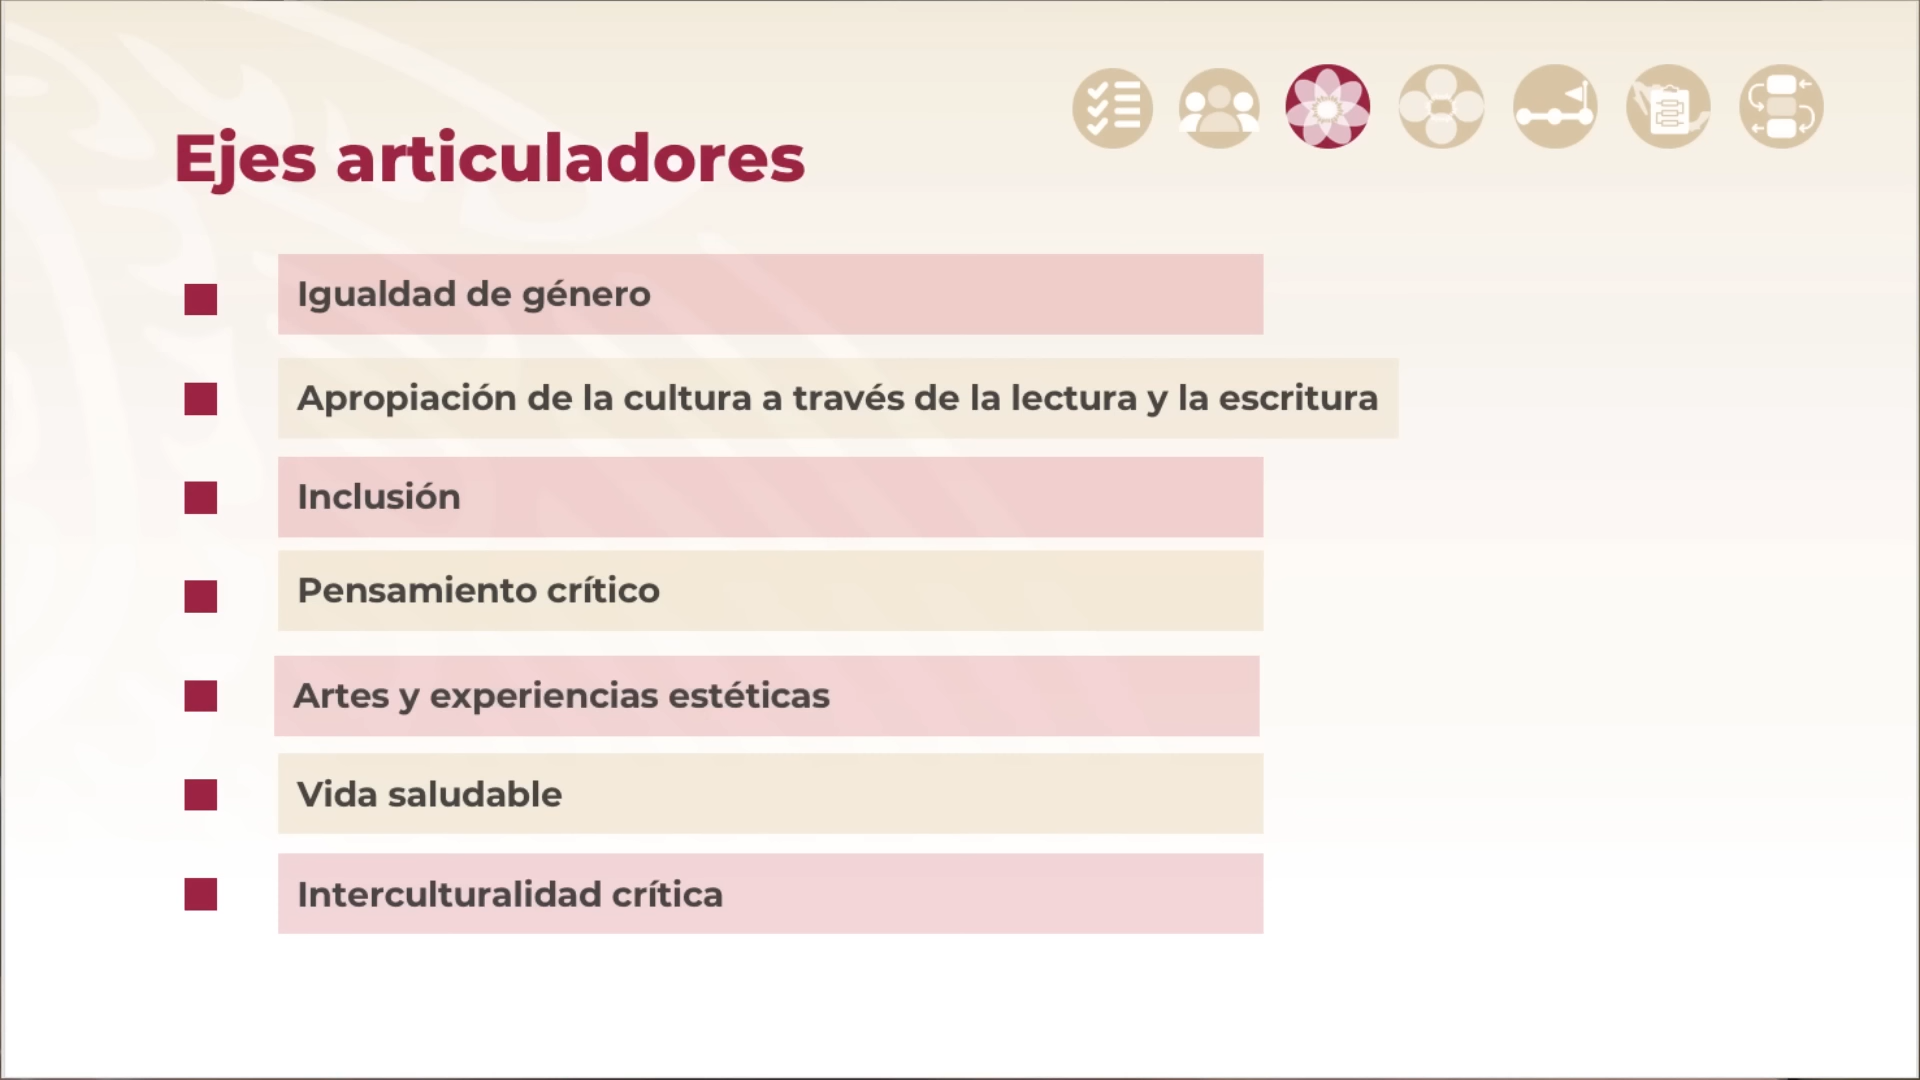 Ejes articuladores
Igualdad de género
Apropiación de la cultura a través de la lectura y la escritura
Inclusión
Pensamiento crítico
Artes y experiencias estéticas
Vida saludable
Interculturalidad crítica